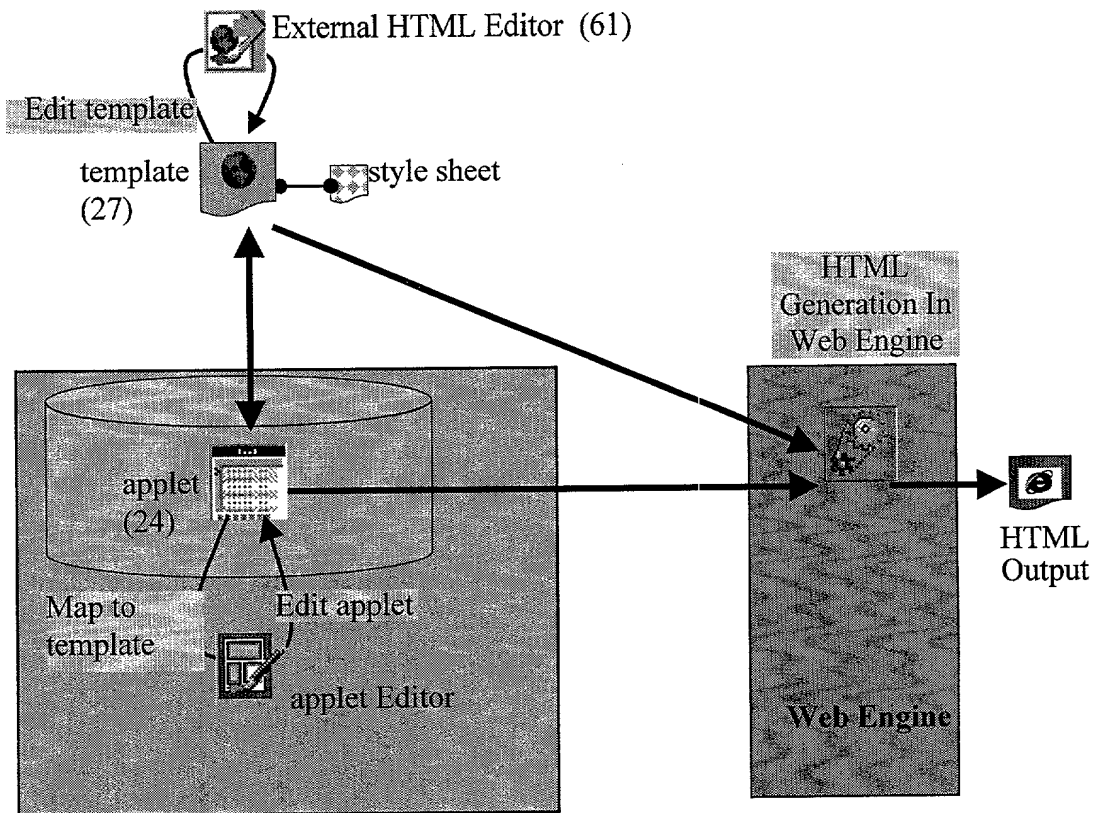 External HTML Editor (61)
Edit template
template
(27)
style sheet
HTML
Generation In
Web Engine
applet
(24)
HTML
Output
Map to
template
Edit applet
applet Editor
Web Engine